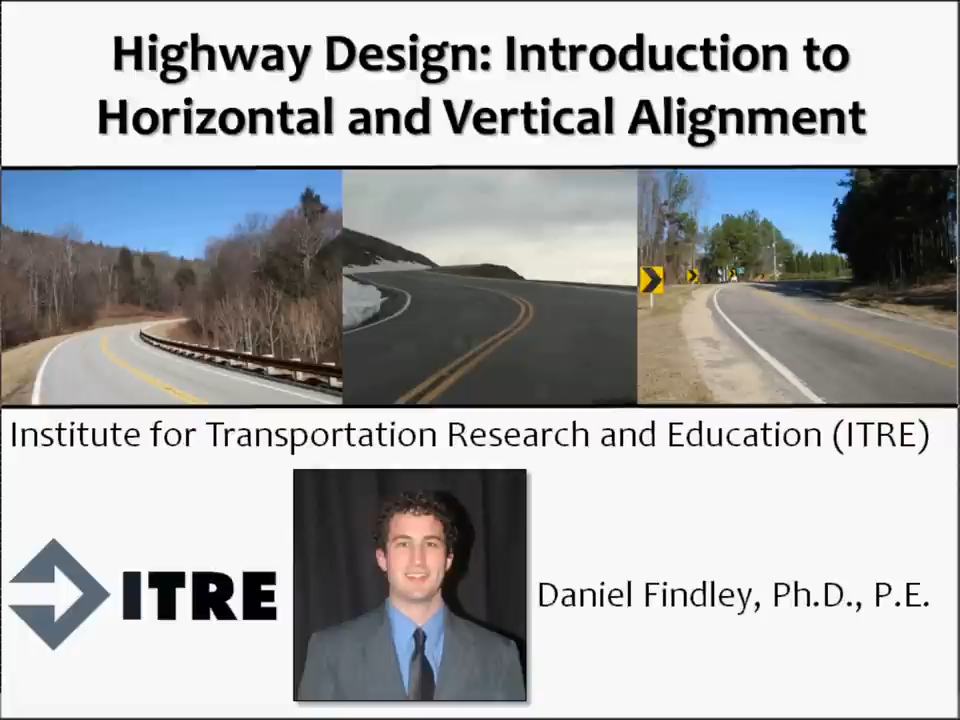 Highway Design: Introduction to
Horizontal and Vertical Alignment
Institute for Transportation Research and Education (ITRE)
ITRE
Daniel Findley, Ph.D., P.E.